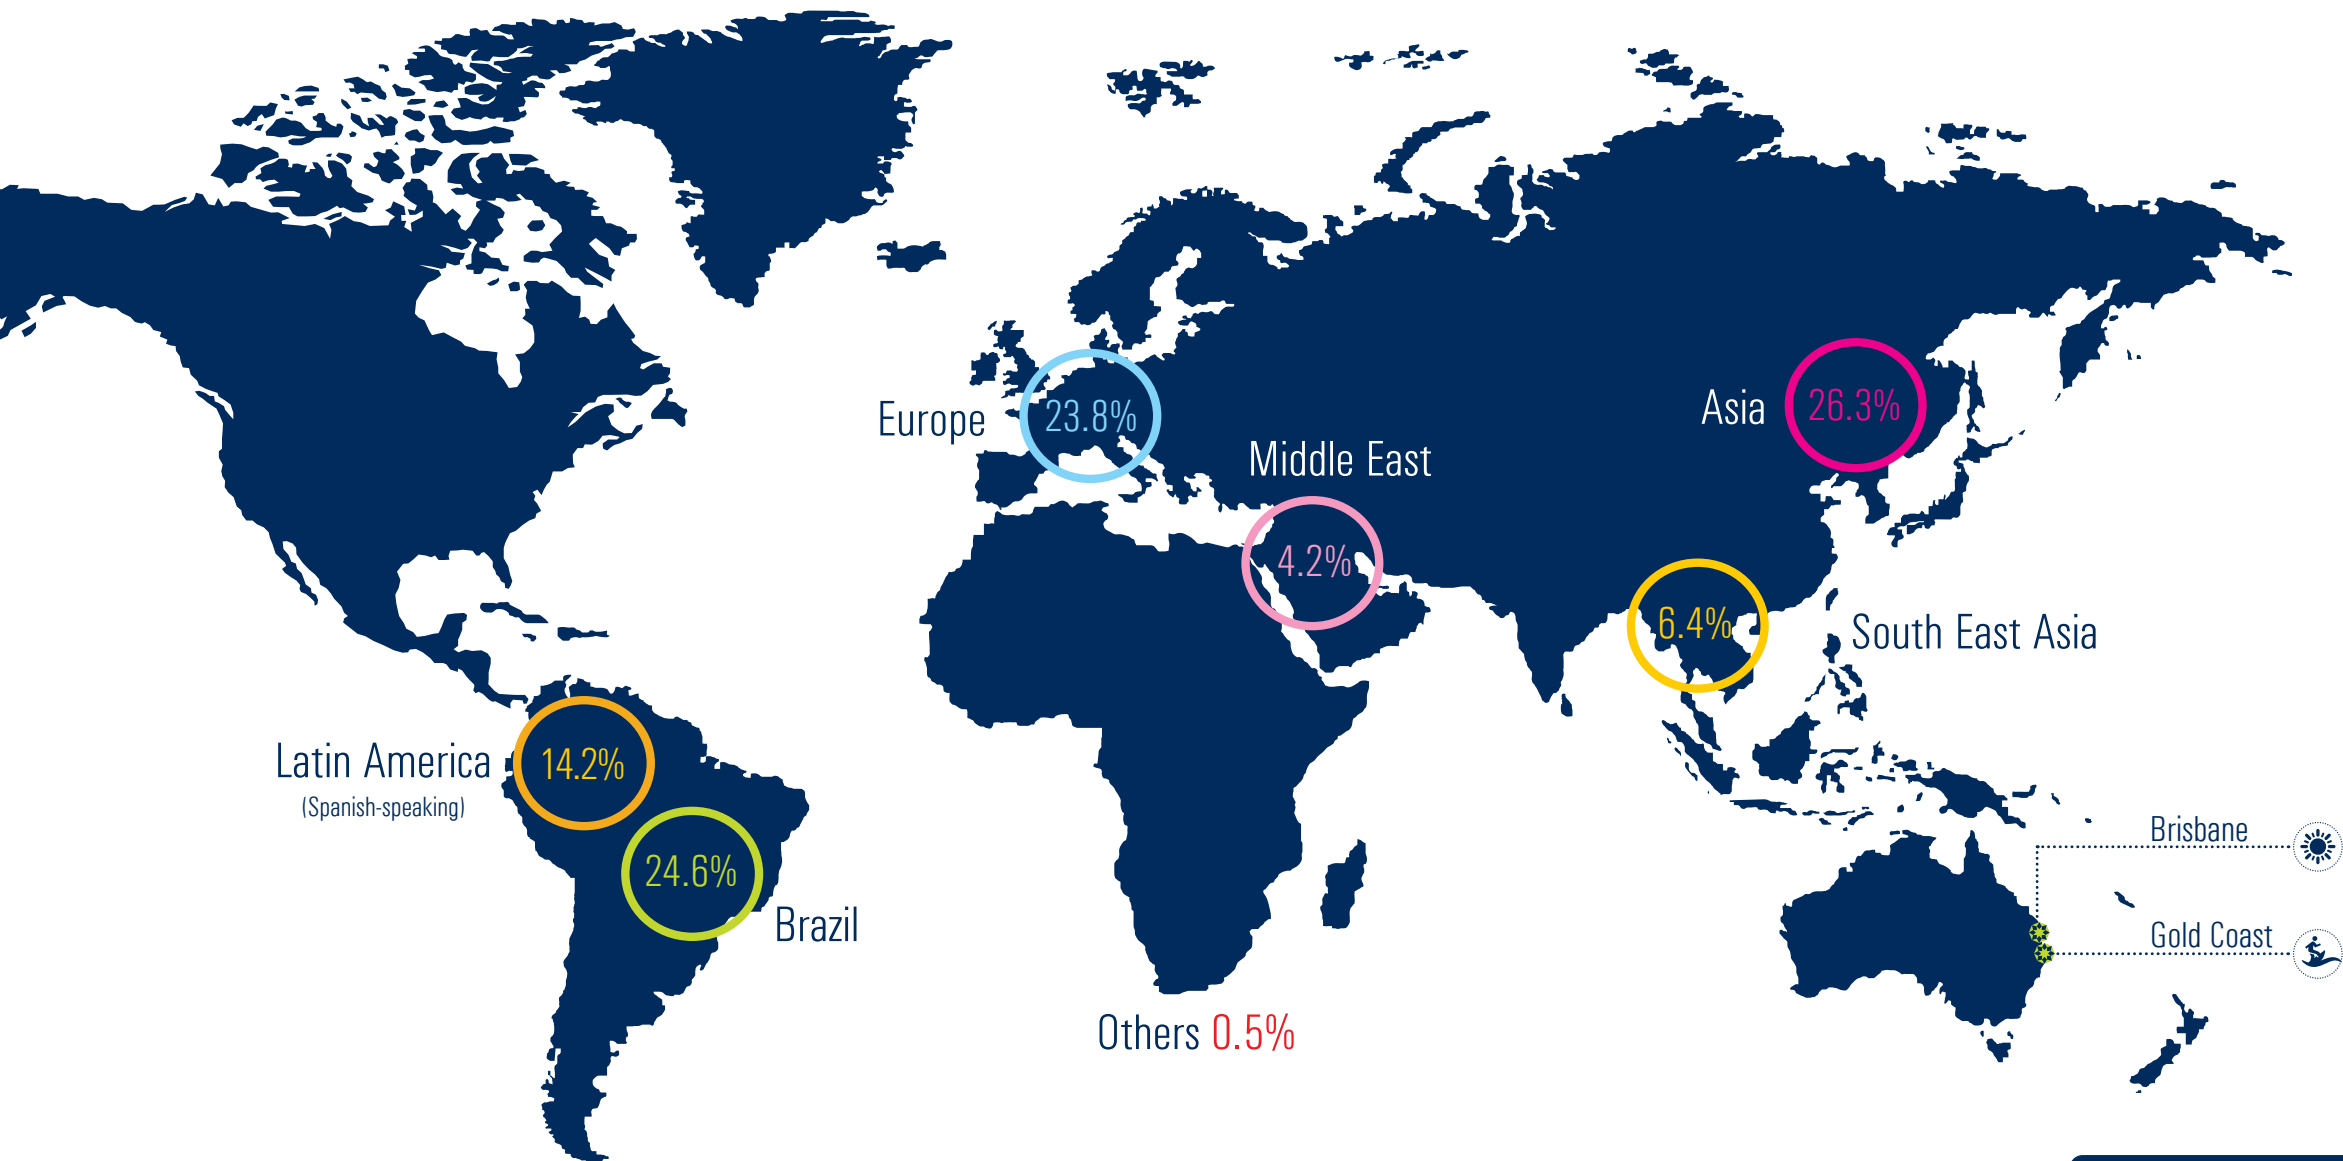 Europe
23.8%
Asia
26.3%
Middle East
4.2%
6.4%
South East Asia
Latin America
(Spanish-speaking)
14.2%
24.6%
Brazil
Brisbane
Gold Coast
Others 0.5%